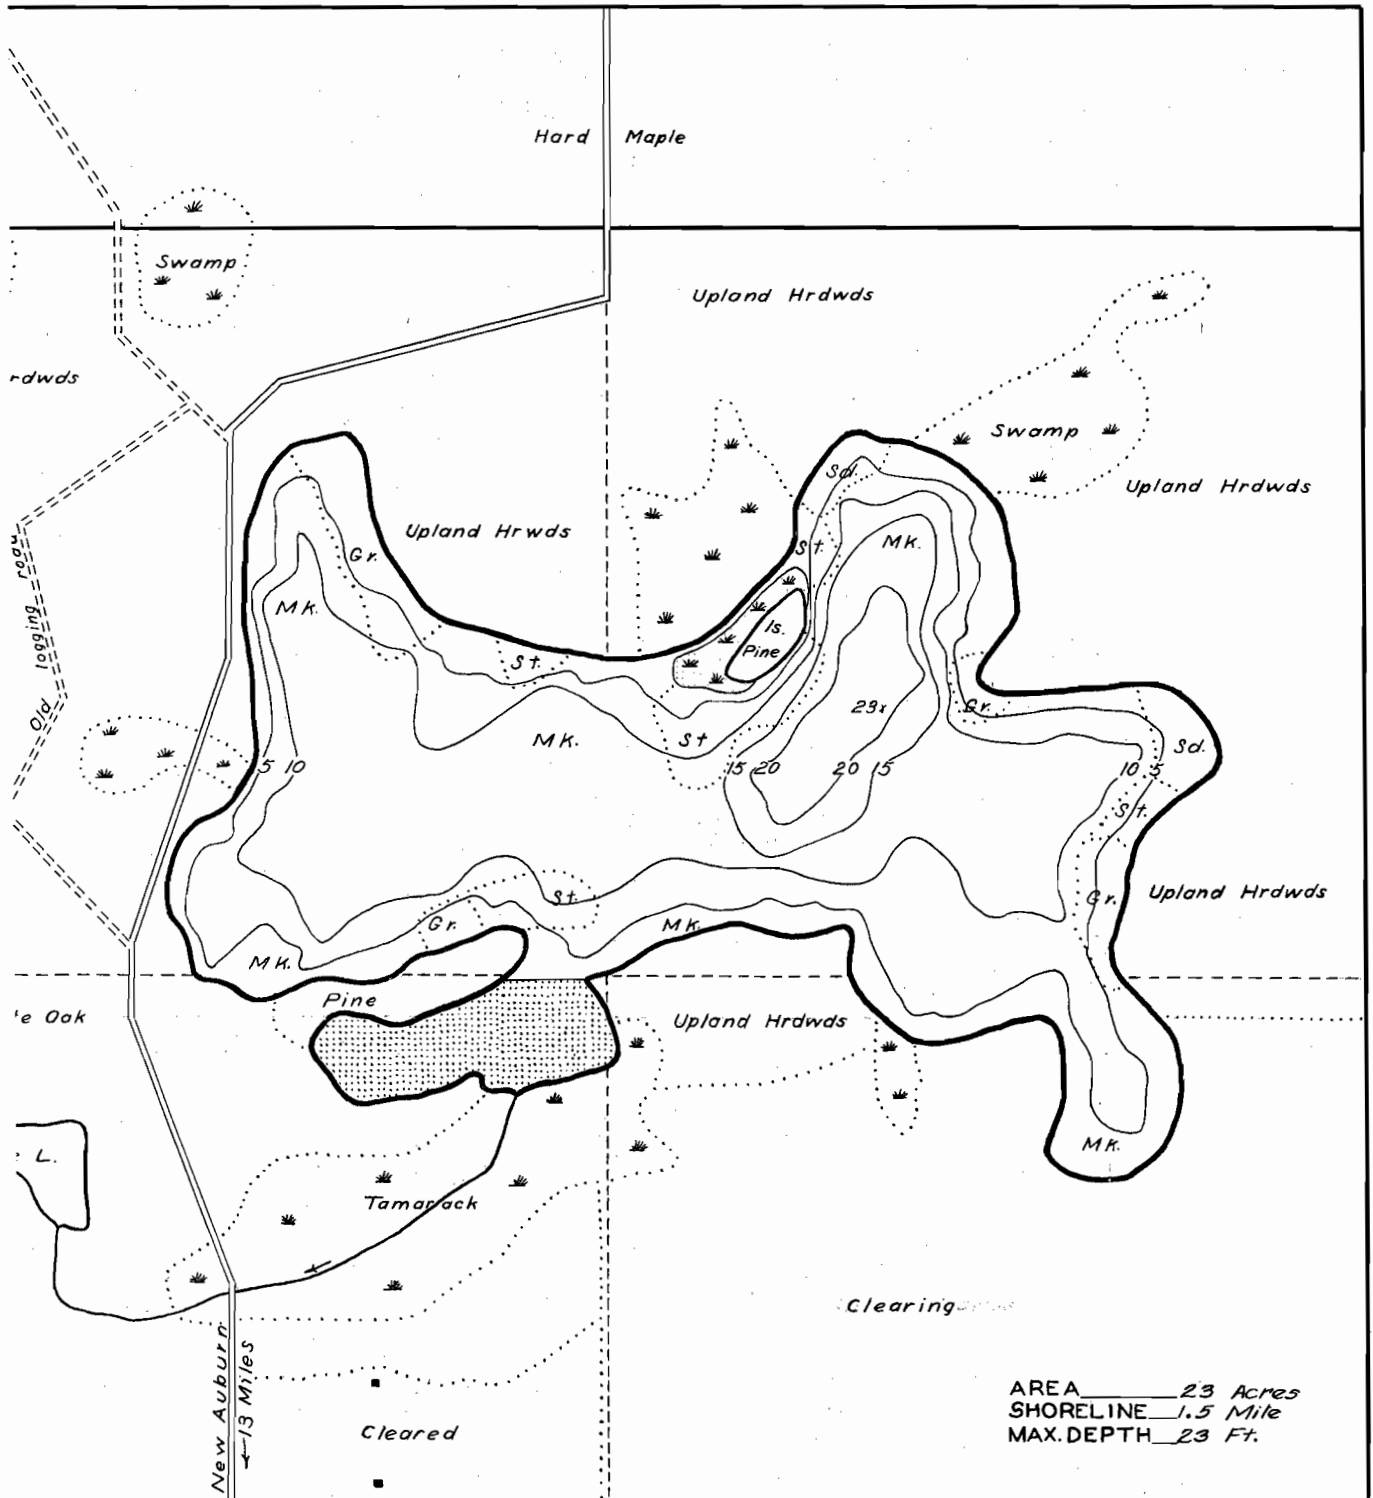 Hard Maple
Swamp
Upland Hrdwds
rdwds
Swamp
Upland Hrdwds
Sd.
Upland Hrwds
Gr.
St.
Mk.
Mk.
Old logging road
Is.
Pine
St.
23x
Gr.
St
Mk.
Sd.
5 10
15 20
20 15
10 5
St.
St.
Gr.
Upland Hrdwds
Gr.
Mk.
Mk.
Pine
e Oak
Upland Hrdwds
L.
Mk.
Tamarack
Clearing
New Auburn
13 Miles
AREA 23 Acres
SHORELINE 1.5 Mile
MAX. DEPTH 23 Ft.
Cleared